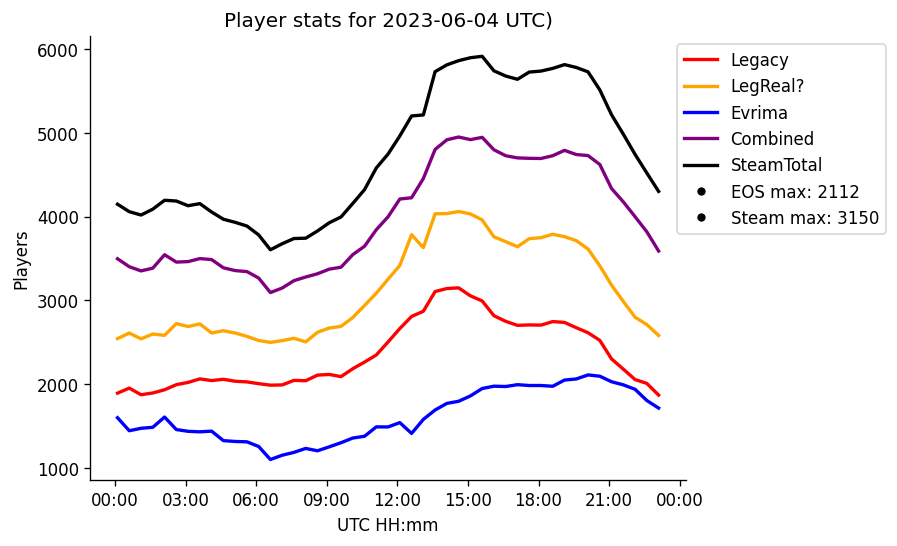 Player stats for 2023-06-04 UTC)
6000
5000
4000
3000
2000
1000
Players
00:00 03:00 06:00 09:00 12:00 15:00 18:00 21:00 00:00
UTC HH:mm
Legacy
LegReal?
Evrima
Combined
SteamTotal
EOS max: 2112
Steam max: 3150